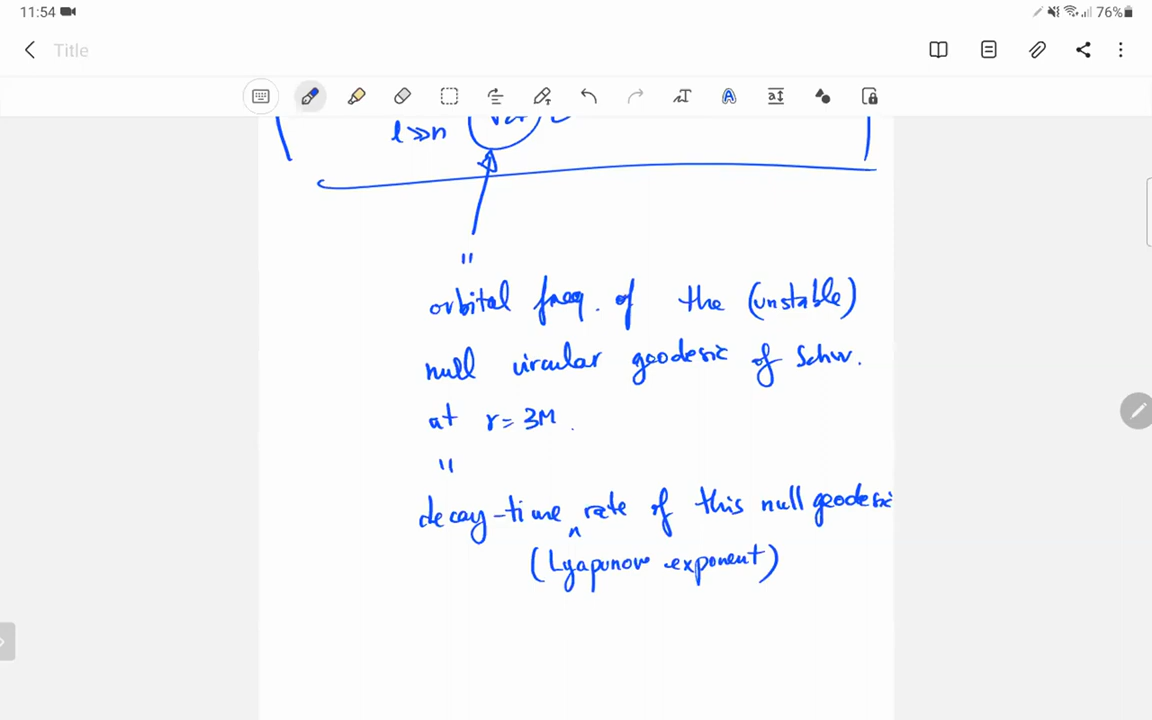 11:54
76%
Title
l≫n
"
orbital freq. of the (unstable)
null circular geodesic of Schw.
at r=3M.
"
decay-time rate of this null geodesic
(Lyapunov exponent)